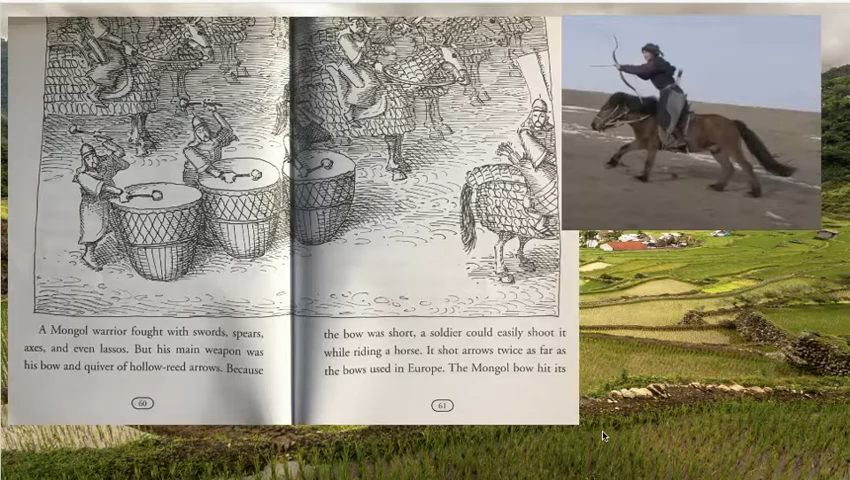 A Mongol warrior fought with swords, spears,
axes, and even lassos. But his main weapon was
his bow and quiver of hollow-reed arrows. Because
60
the bow was short, a soldier could easily shoot it
while riding a horse. It shot arrows twice as far as
the bows used in Europe. The Mongol bow hit its
61